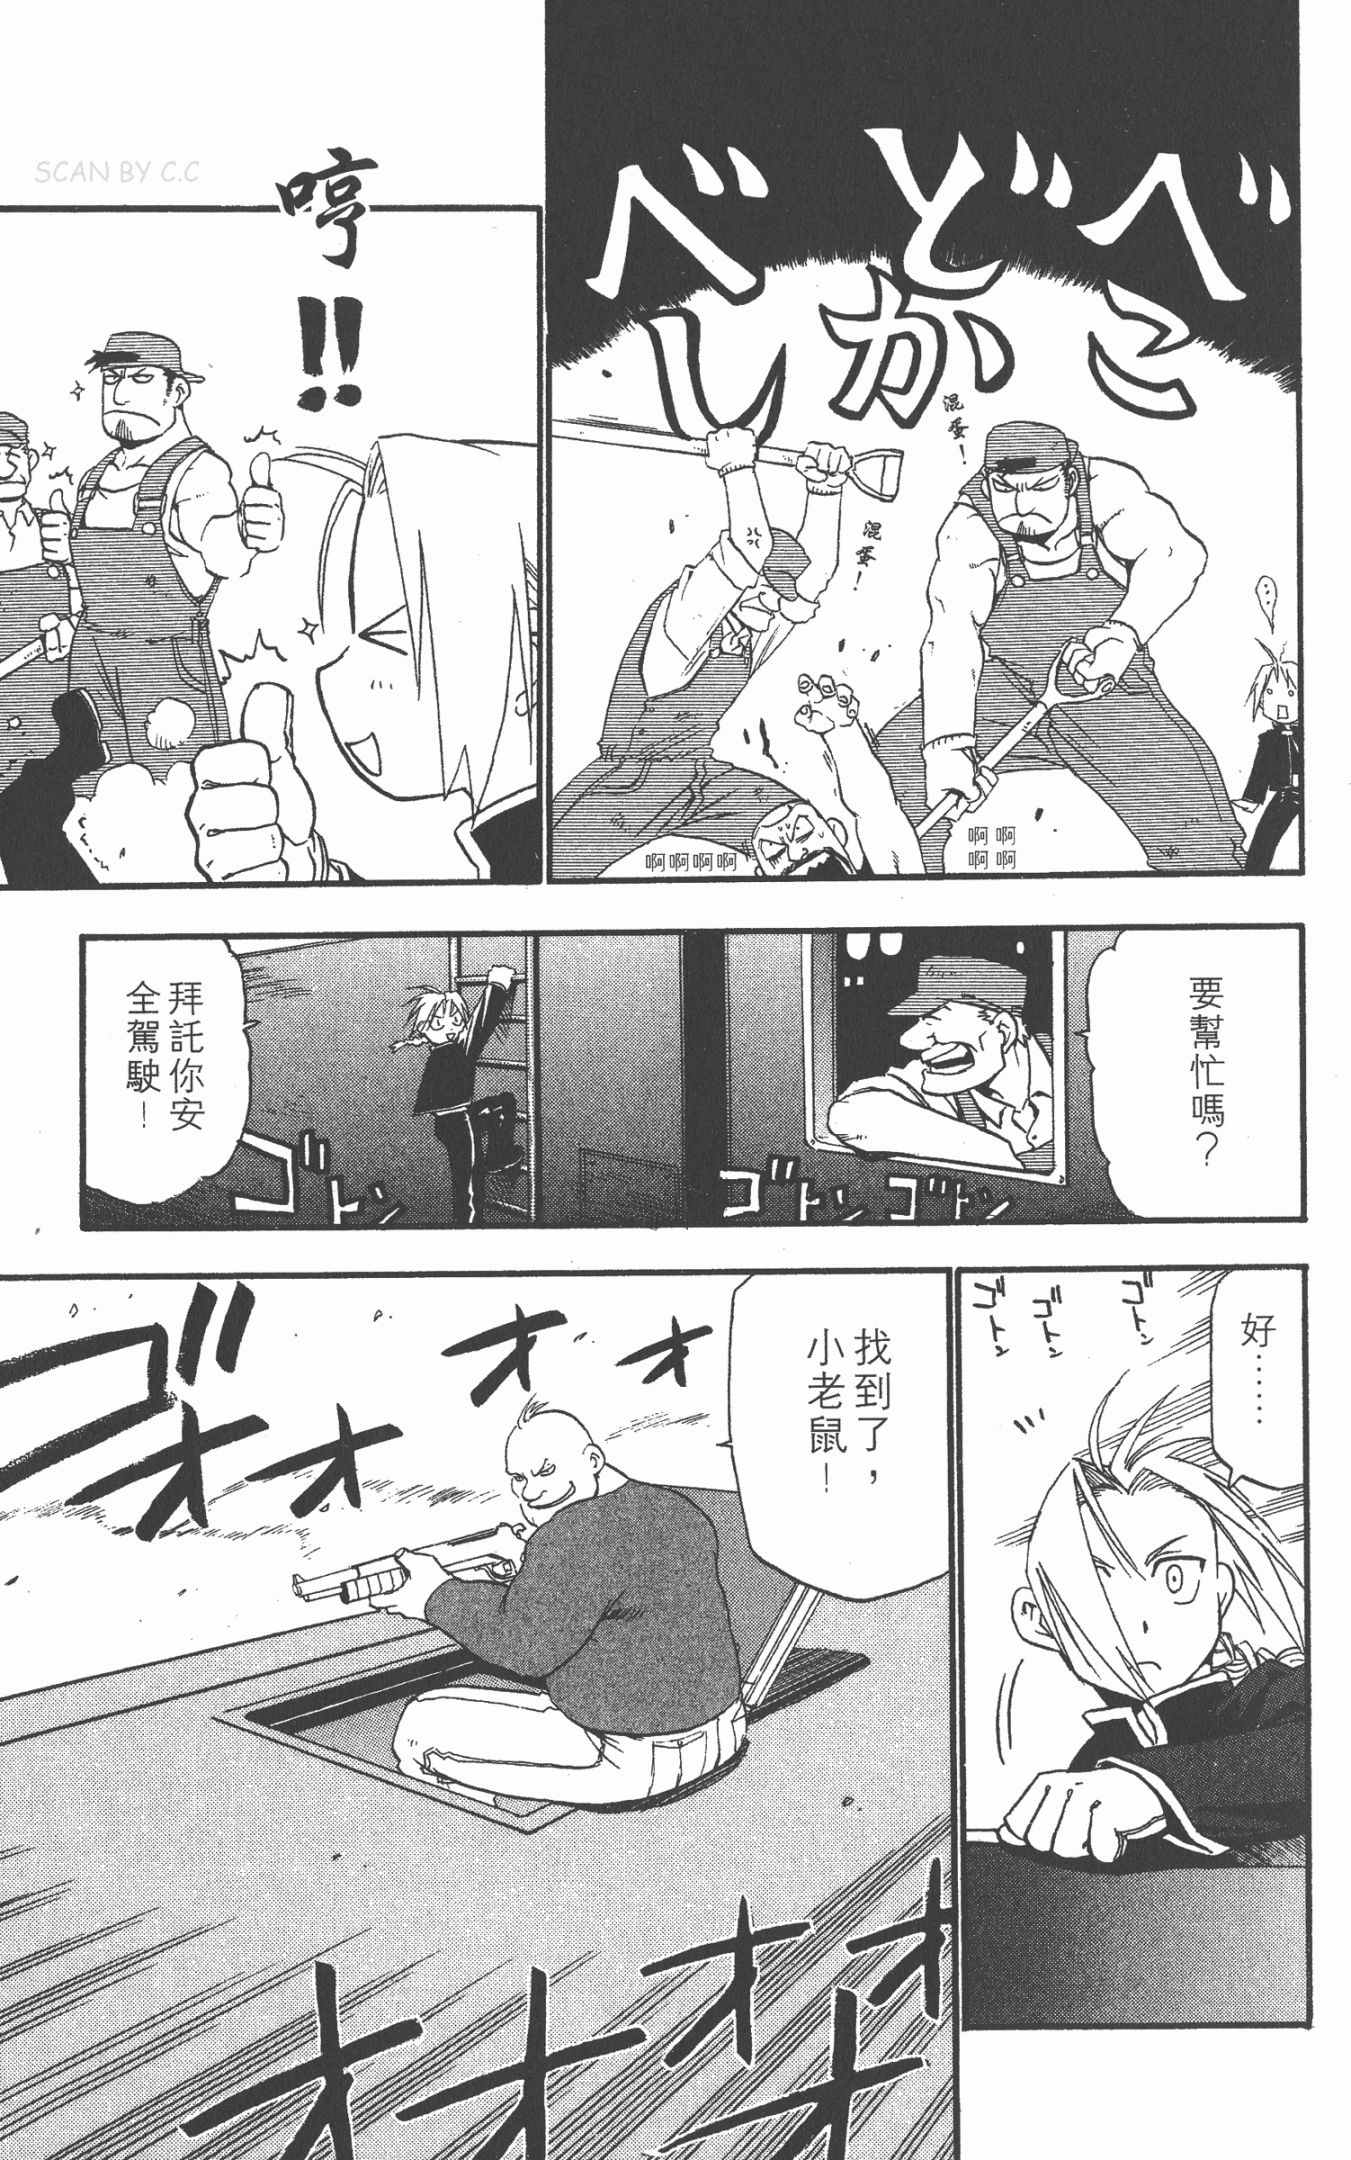 SCAN BY C.C
べこ
どか
べし
混蛋！
混蛋！
啊啊
啊啊
啊啊啊啊
哼!!
要幫忙嗎？
拜託你安
全駕駛！
ゴトン
ゴトン
ゴトン
好……
ゴトン
ゴトン
ゴトン
找到了，
小老鼠！
ゴオオオオ
オオオオオ